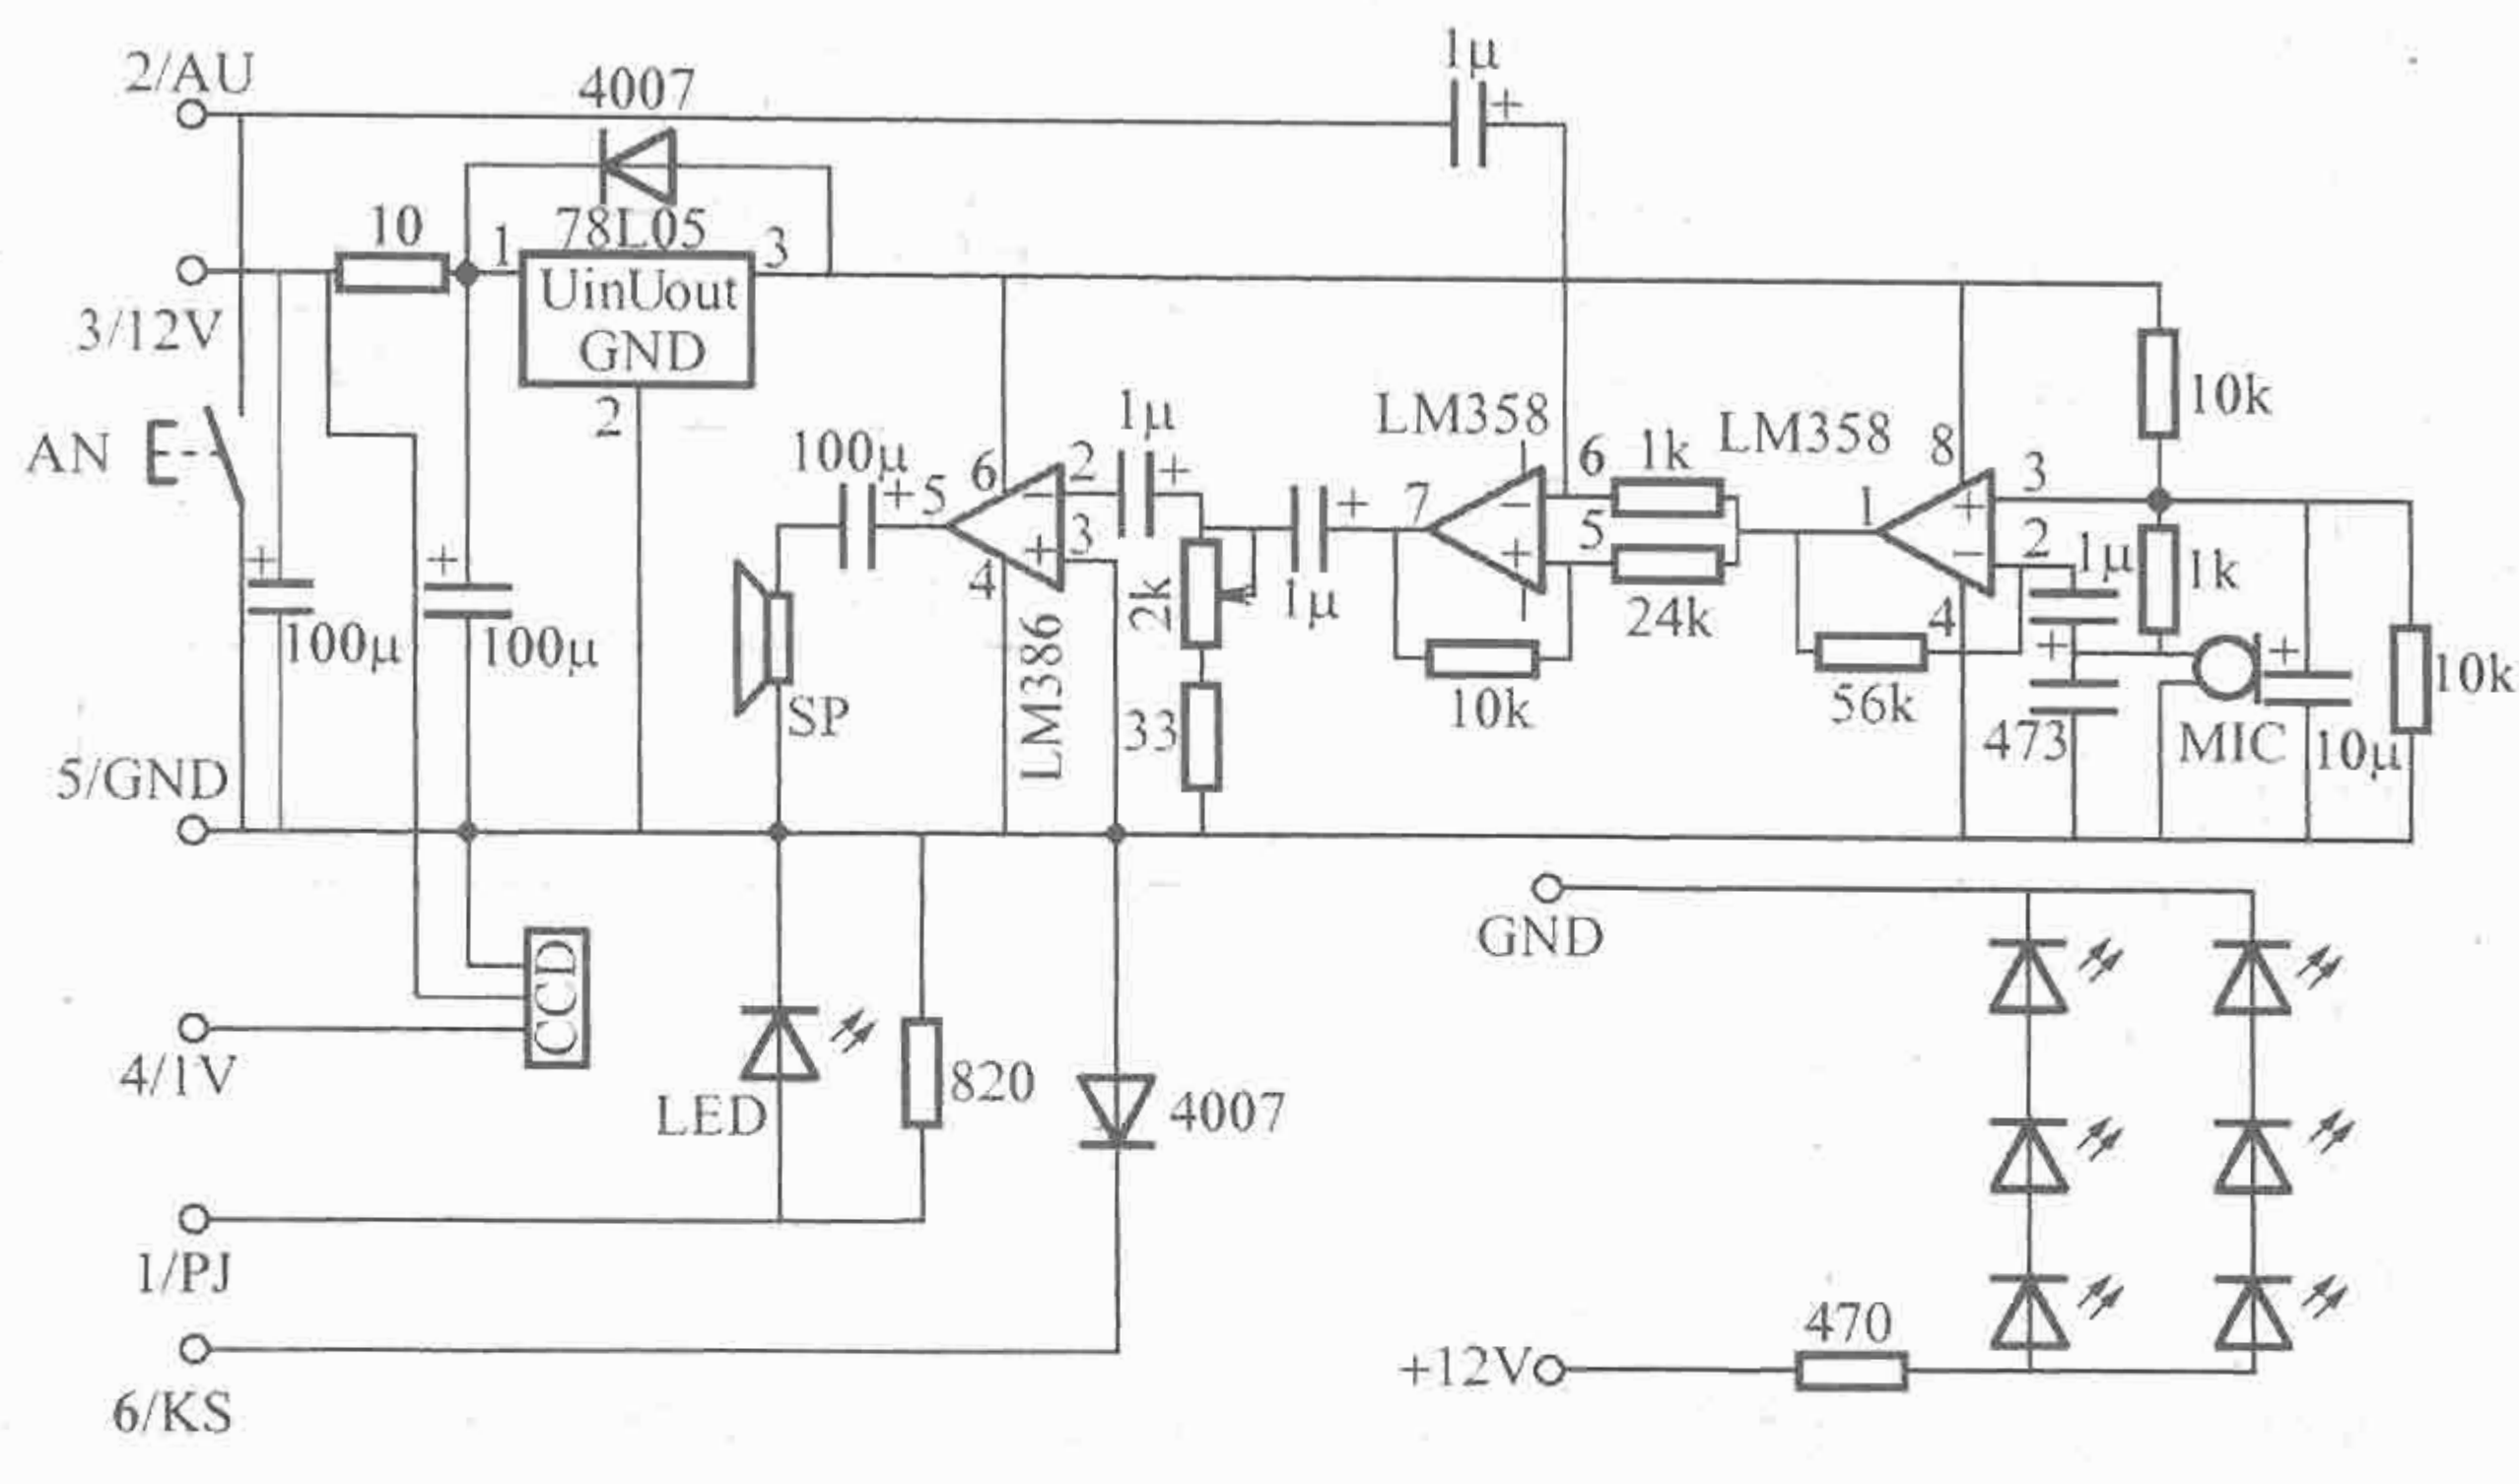 1μ
2/AU
4007
+
10
1
78L05
3
UinUout
GND
2
3/12V
AN
100μ
+
5
6
2
1μ
+
LM358
6
1k
LM358
8
3
10k
+
7
5
1
2
1μ
1k
−
+
3
4
−
+
+
−
4
+
+
100μ
100μ
SP
LM386
2k
1μ
24k
10k
56k
+
+
473
MIC
10μ
10k
33
5/GND
GND
CCD
4/1V
LED
820
4007
1/PJ
470
+12V
6/KS